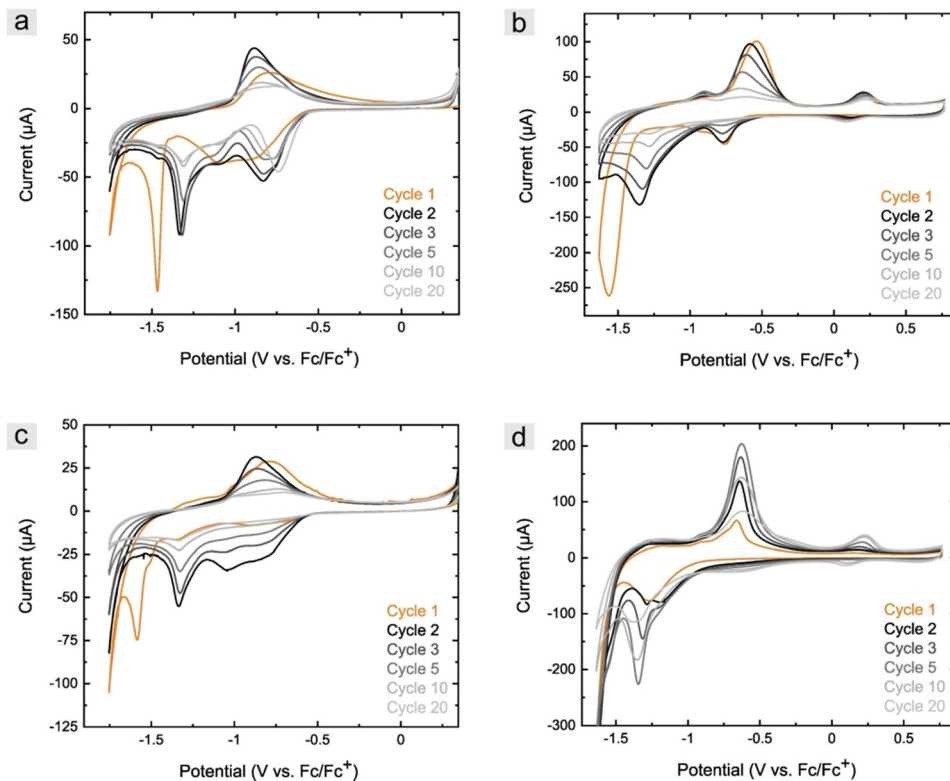 a
50
0
-50
-100
-150
Current (µA)
-1.5
-1
-0.5
0
Potential (V vs. Fc/Fc⁺)
Cycle 1
Cycle 2
Cycle 3
Cycle 5
Cycle 10
Cycle 20
b
100
50
0
-50
-100
-150
-200
-250
Current (µA)
-1.5
-1
-0.5
0
0.5
Potential (V vs. Fc/Fc⁺)
Cycle 1
Cycle 2
Cycle 3
Cycle 5
Cycle 10
Cycle 20
c
50
25
0
-25
-50
-75
-100
-125
Current (µA)
-1.5
-1
-0.5
0
Potential (V vs. Fc/Fc⁺)
Cycle 1
Cycle 2
Cycle 3
Cycle 5
Cycle 10
Cycle 20
d
200
100
0
-100
-200
-300
Current (µA)
-1.5
-1
-0.5
0
0.5
Potential (V vs. Fc/Fc⁺)
Cycle 1
Cycle 2
Cycle 3
Cycle 5
Cycle 10
Cycle 20